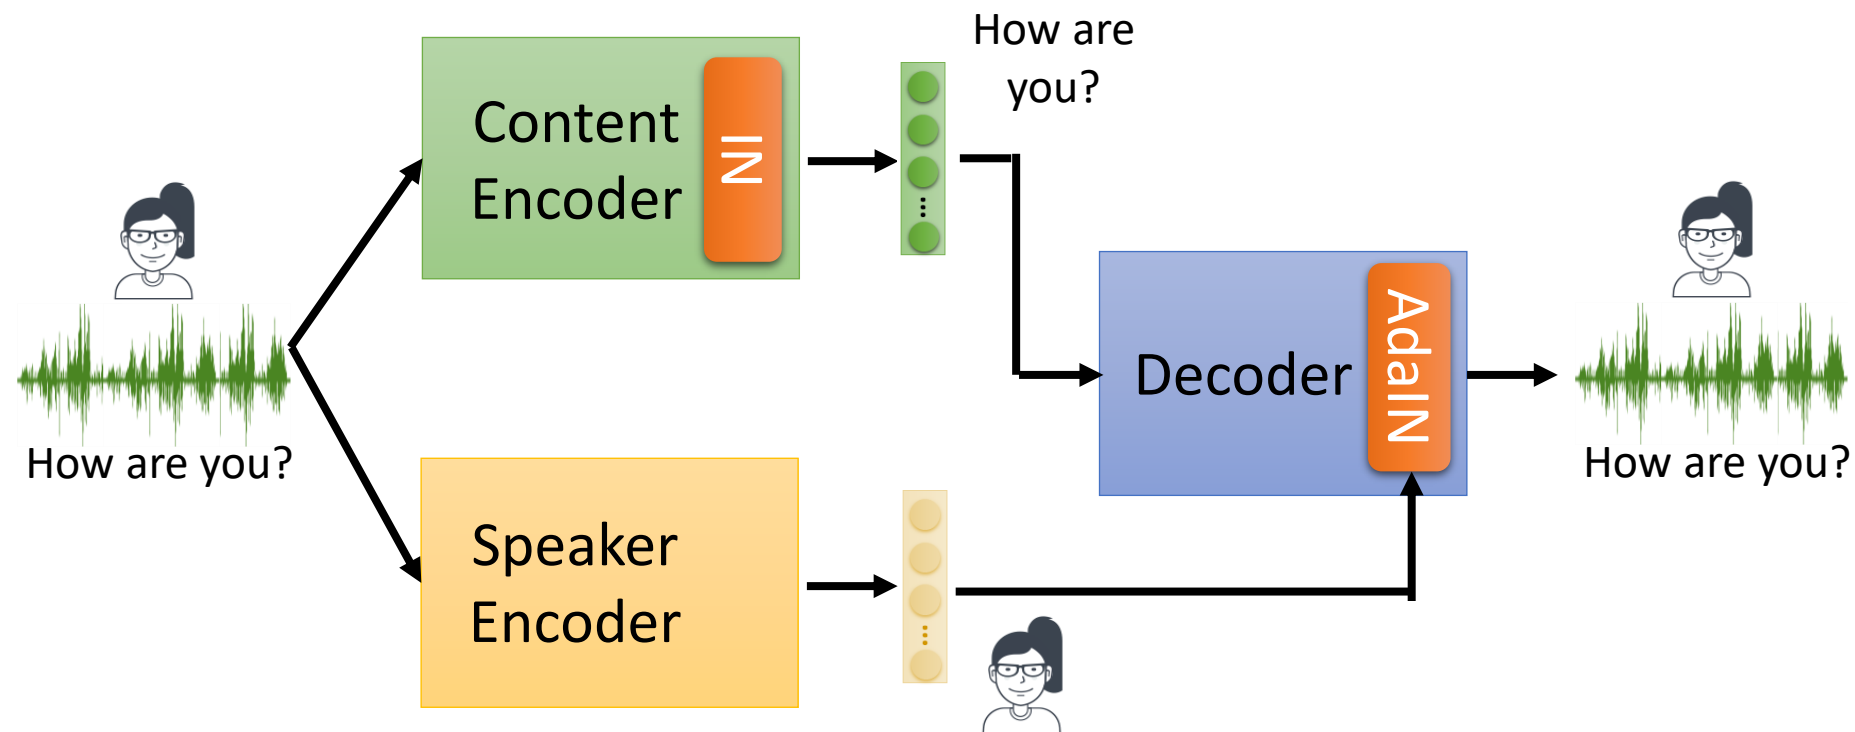 How are
you?
Content
Encoder
IN
How are you?
Decoder
AdaIN
How are you?
Speaker
Encoder